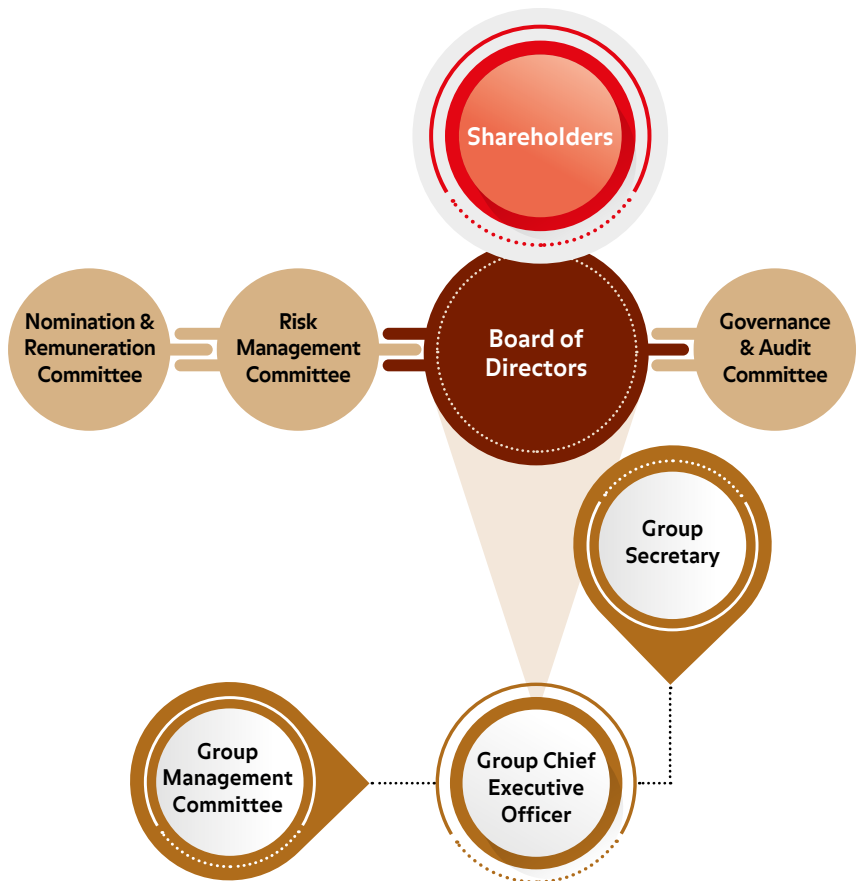 Shareholders
Nomination &
Remuneration
Committee
Risk
Management
Committee
Board of
Directors
Governance
& Audit
Committee
Group
Secretary
Group
Management
Committee
Group Chief
Executive
Officer